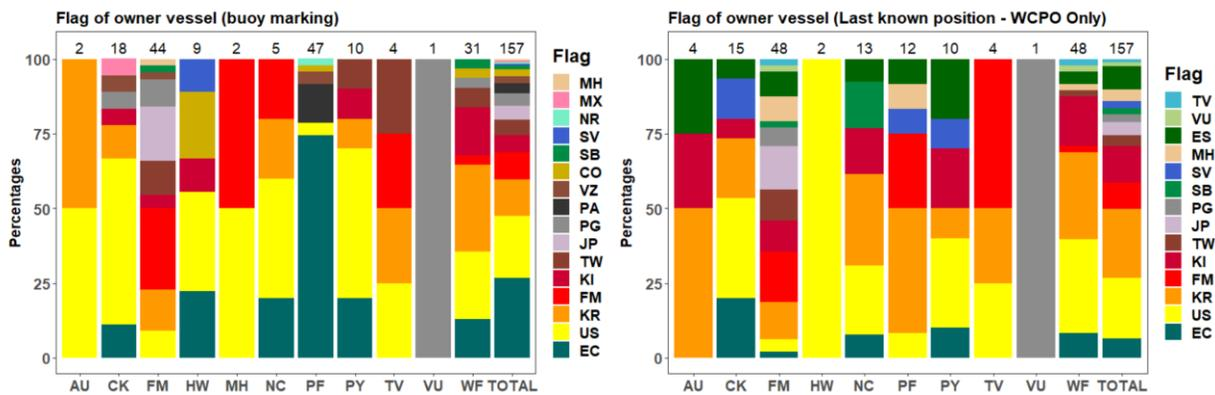 Flag of owner vessel (buoy marking)
2 18 44 9 2 5 47 10 4 1 31 157
100
75
50
25
0
Percentages
AU CK FM HW MH NC PF PY TV VU WF TOTAL
Flag
MH
MX
NR
SV
SB
CO
VZ
PA
PG
JP
TW
KI
FM
KR
US
EC
Flag of owner vessel (Last known position - WCPO Only)
4 15 48 2 13 12 10 4 1 48 157
100
75
50
25
0
Percentages
AU CK FM HW NC PF PY TV VU WF TOTAL
Flag
TV
VU
ES
MH
SV
SB
PG
JP
TW
KI
FM
KR
US
EC